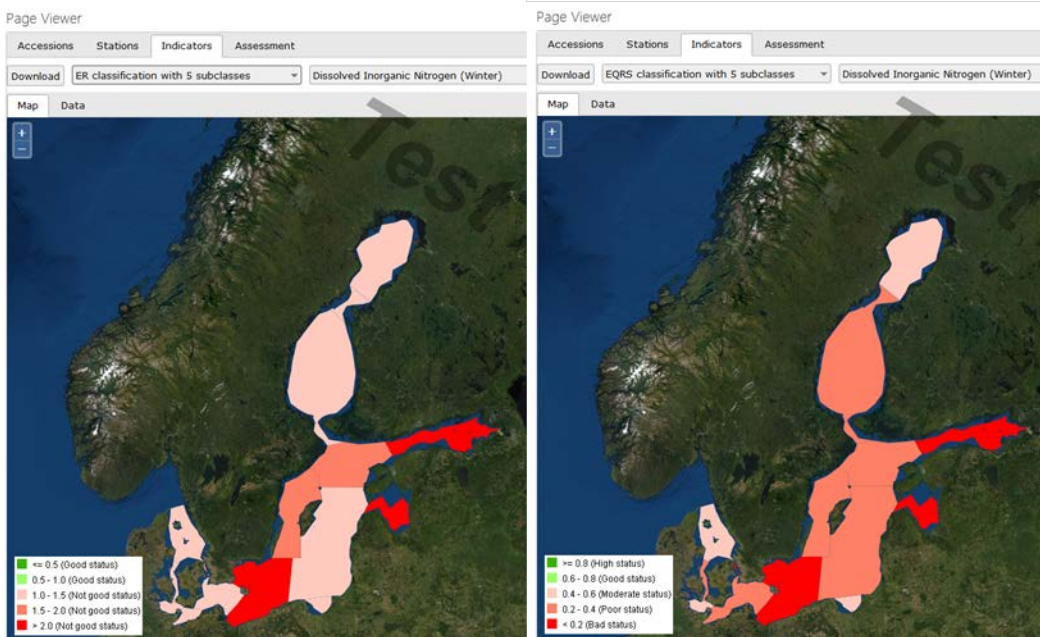 Page Viewer
Accessions Stations Indicators Assessment
Download ER classification with 5 subclasses Dissolved Inorganic Nitrogen (Winter)
Map Data
+
−
Test
<= 0.5 (Good status)
0.5 - 1.0 (Good status)
1.0 - 1.5 (Not good status)
1.5 - 2.0 (Not good status)
> 2.0 (Not good status)
Page Viewer
Accessions Stations Indicators Assessment
Download EQRS classification with 5 subclasses Dissolved Inorganic Nitrogen (Winter)
Map Data
+
−
Test
>= 0.8 (High status)
0.6 - 0.8 (Good status)
0.4 - 0.6 (Moderate status)
0.2 - 0.4 (Poor status)
< 0.2 (Bad status)